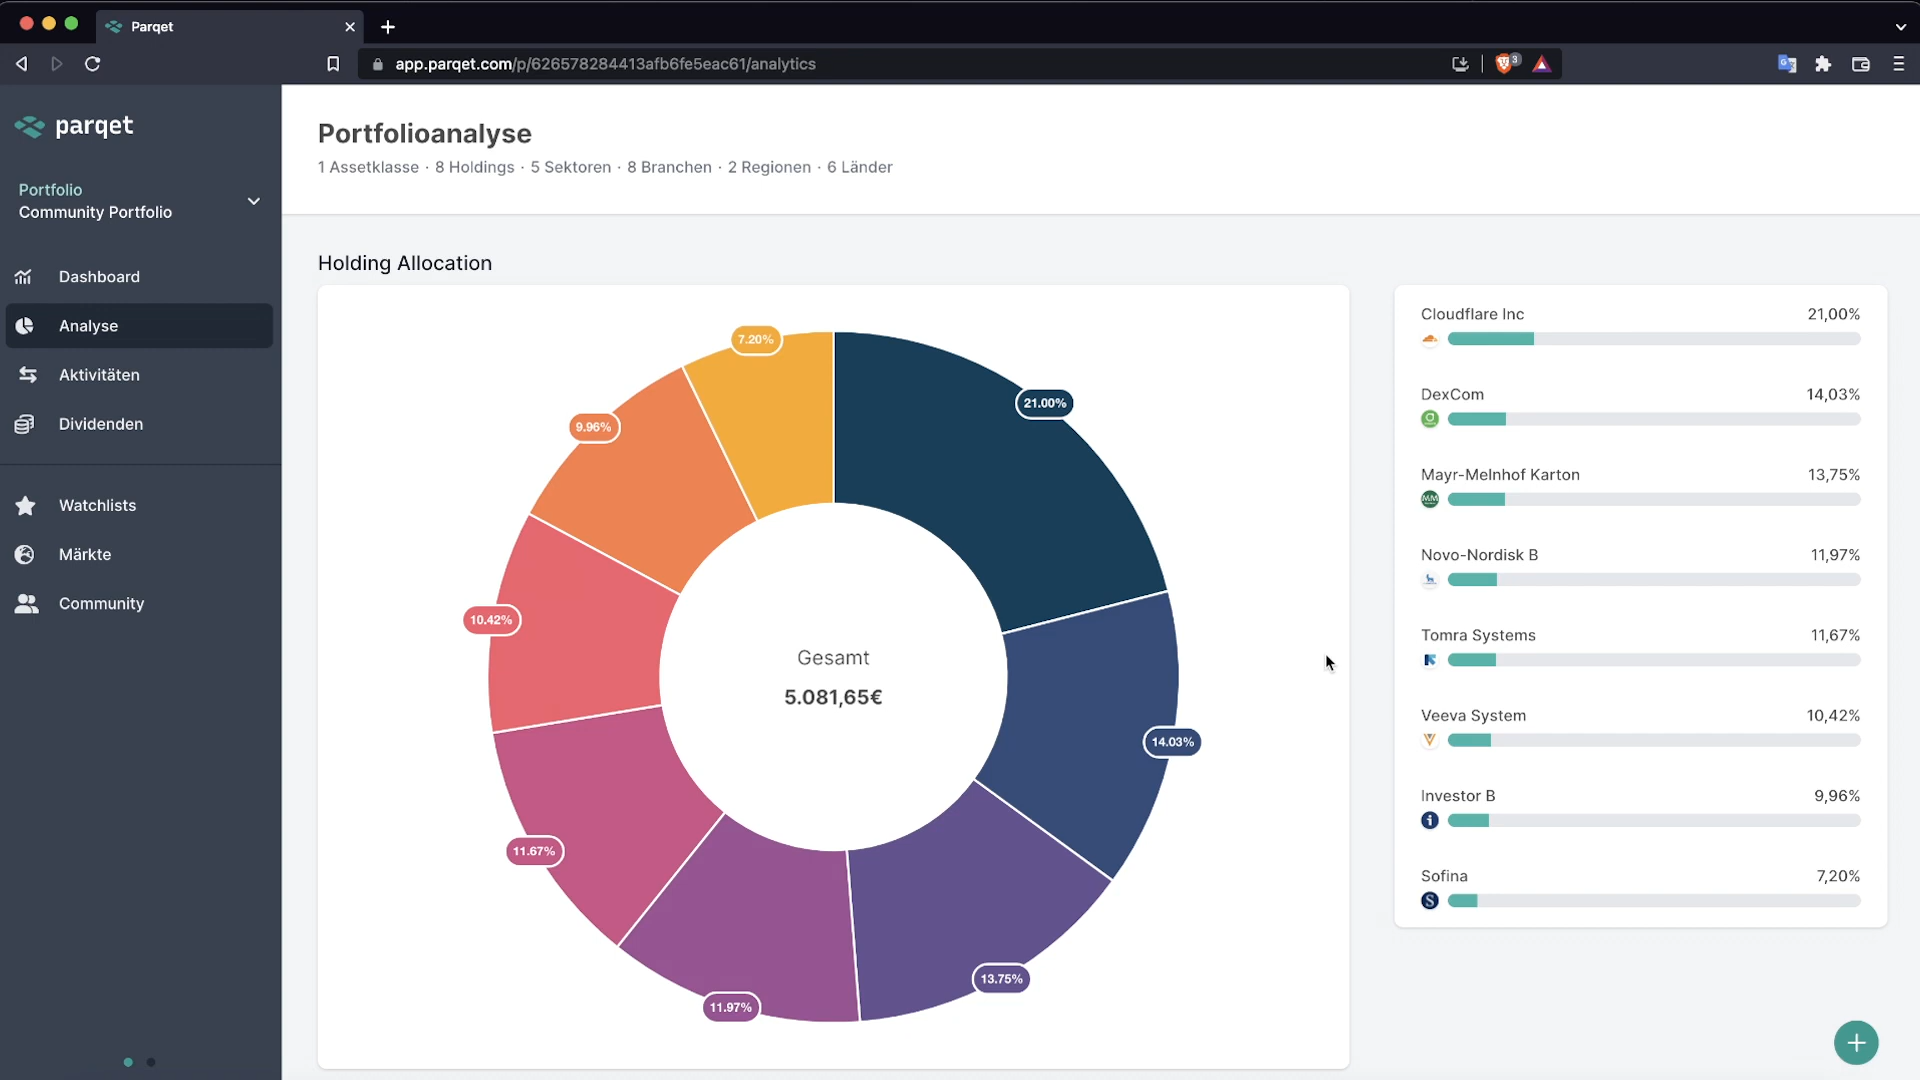 Parqet
app.parqet.com/p/626578284413afb6fe5eac61/analytics
3
parqet
Portfolio
Community Portfolio
Dashboard
Analyse
Aktivitäten
Dividenden
Watchlists
Märkte
Community
Portfolioanalyse
1 Assetklasse · 8 Holdings · 5 Sektoren · 8 Branchen · 2 Regionen · 6 Länder
Holding Allocation
7.20%
21.00%
9.96%
10.42%
14.03%
11.67%
13.75%
11.97%
Gesamt
5.081,65€
Cloudflare Inc 21,00%
DexCom 14,03%
Mayr-Melnhof Karton 13,75%
MM
Novo-Nordisk B 11,97%
Tomra Systems 11,67%
Veeva System 10,42%
Investor B 9,96%
Sofina 7,20%
S